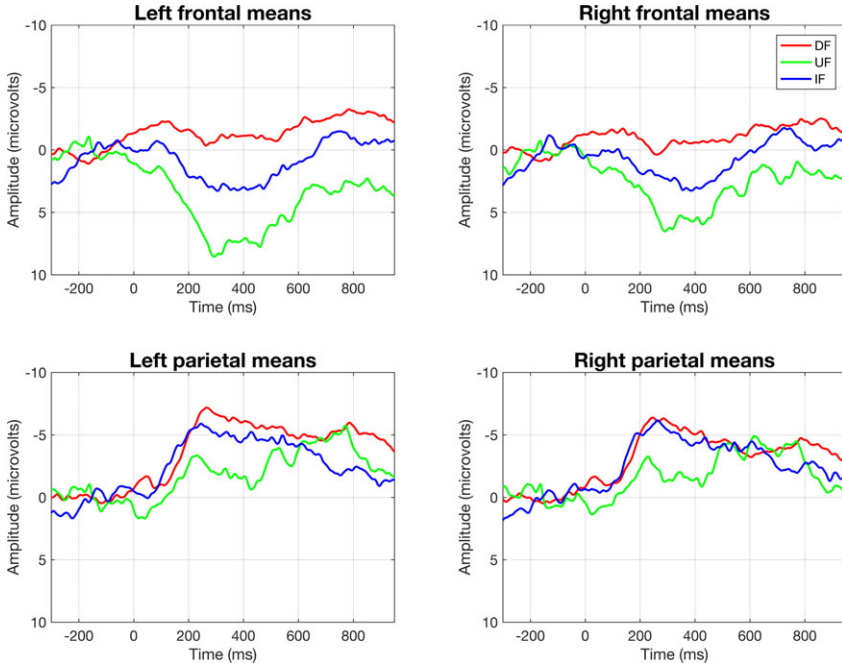 Left frontal means
Right frontal means
-10
-5
0
5
10
Amplitude (microvolts)
-200 0 200 400 600 800
Time (ms)
-10
-5
0
5
10
Amplitude (microvolts)
-200 0 200 400 600 800
Time (ms)
DF
UF
IF
Left parietal means
Right parietal means
-10
-5
0
5
10
Amplitude (microvolts)
-200 0 200 400 600 800
Time (ms)
-10
-5
0
5
10
Amplitude (microvolts)
-200 0 200 400 600 800
Time (ms)